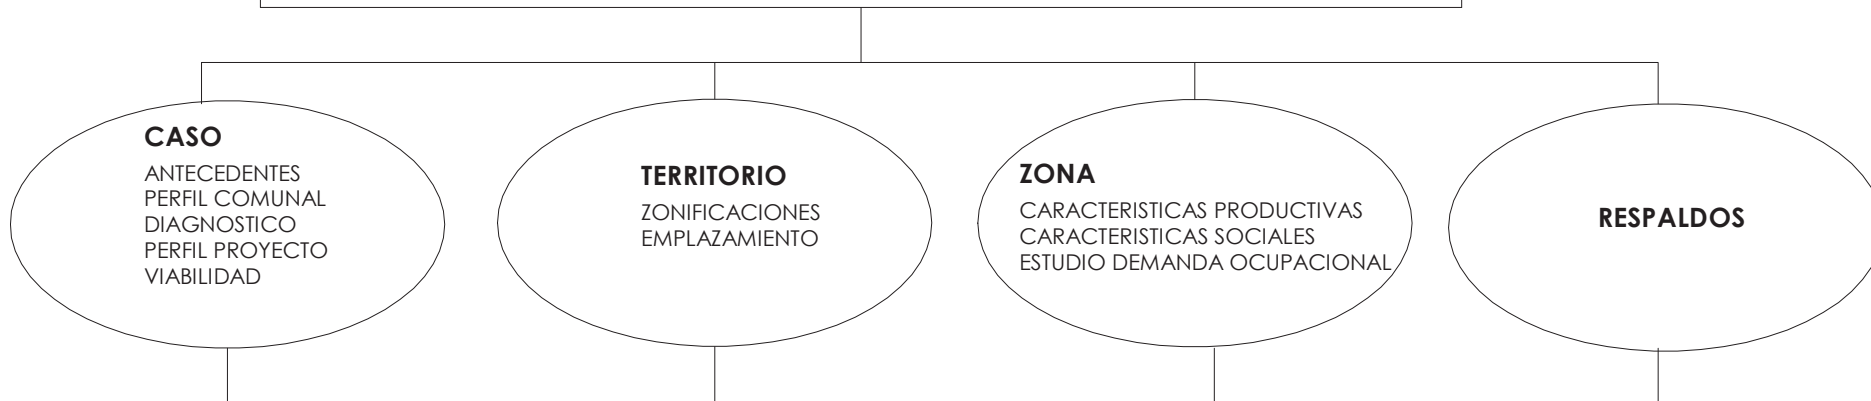 CASO
ANTECEDENTES
PERFIL COMUNAL
DIAGNOSTICO
PERFIL PROYECTO
VIABILIDAD
TERRITORIO
ZONIFICACIONES
EMPLAZAMIENTO
ZONA
CARACTERISTICAS PRODUCTIVAS
CARACTERISTICAS SOCIALES
ESTUDIO DEMANDA OCUPACIONAL
RESPALDOS